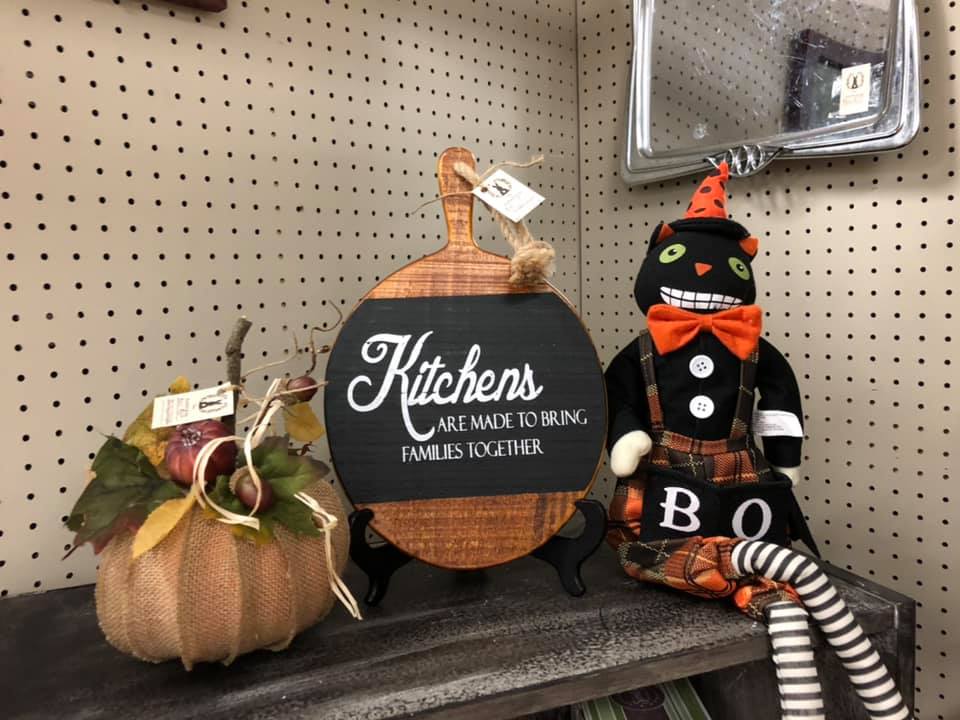 Kitchens
ARE MADE TO BRING
FAMILIES TOGETHER
BO